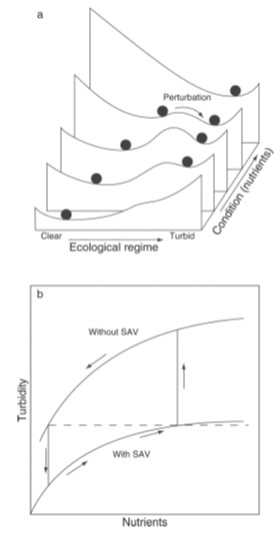 a
Perturbation
Condition (nutrients)
Clear
Turbid
Ecological regime
b
Without SAV
Turbidity
With SAV
Nutrients